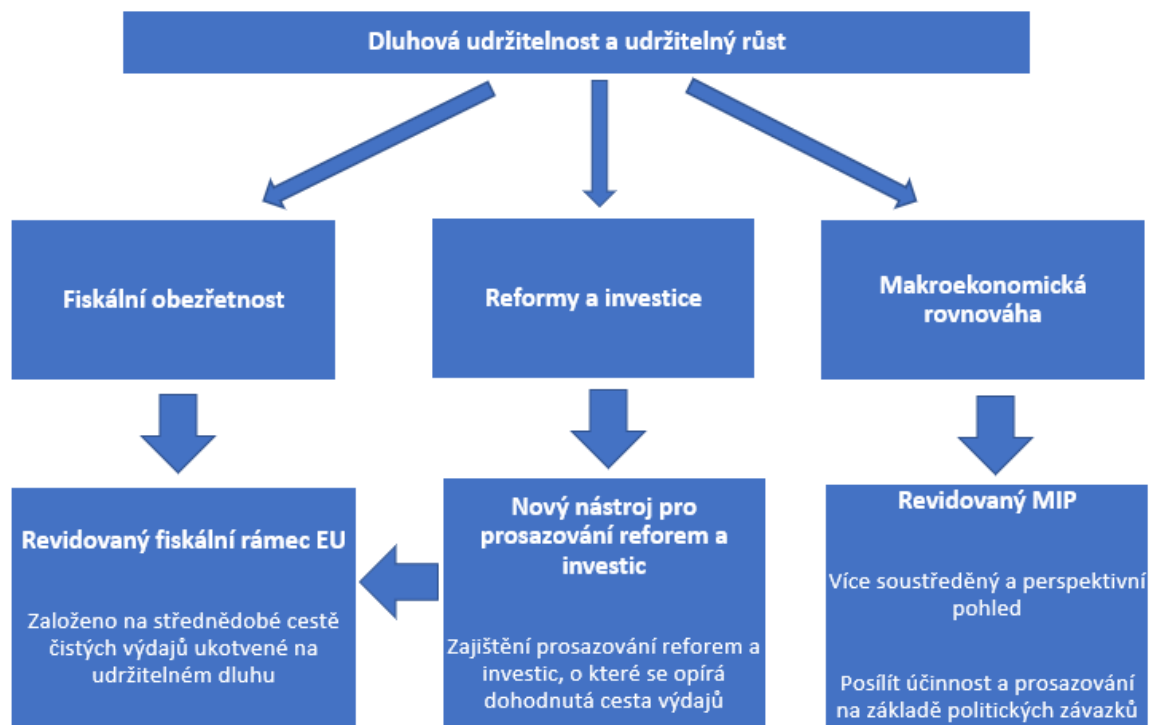 Dluhová udržitelnost a udržitelný růst
Fiskální obezřetnost
Reformy a investice
Makroekonomická
rovnováha
Revidovaný fiskální rámec EU
Založeno na střednědobé cestě
čistých výdajů ukotvené na
udržitelném dluhu
Nový nástroj pro
prosazování reforem a
investic
Zajištění prosazování reforem a
investic, o které se opírá
dohodnutá cesta výdajů
Revidovaný MIP
Více soustředěný a perspektivní
pohled
Posílít účinnost a prosazování
na základě politických závazků